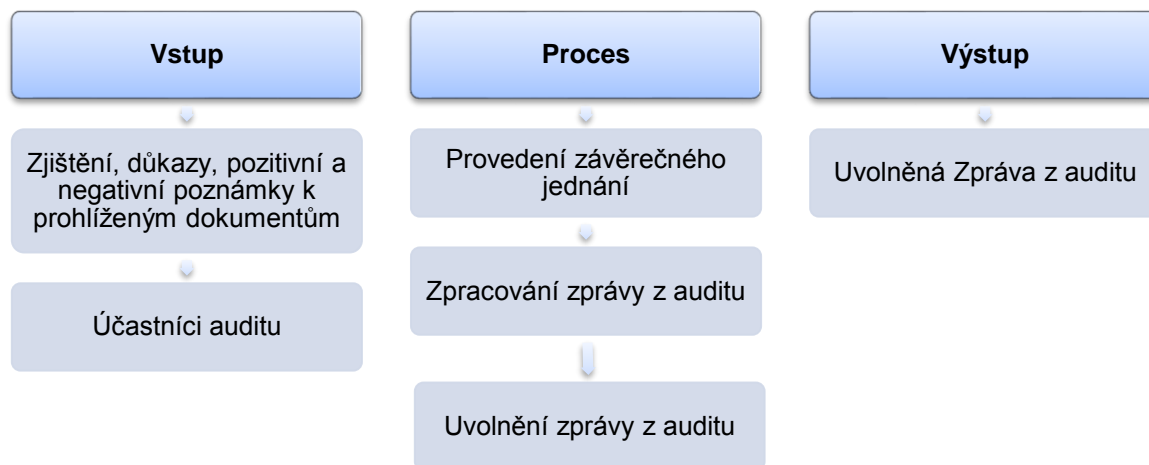 Vstup
Zjištění, důkazy, pozitivní a
negativní poznámky k
prohlíženým dokumentům
Účastníci auditu
Proces
Provedení závěrečného
jednání
Zpracování zprávy z auditu
Uvolnění zprávy z auditu
Výstup
Uvolněná Zpráva z auditu